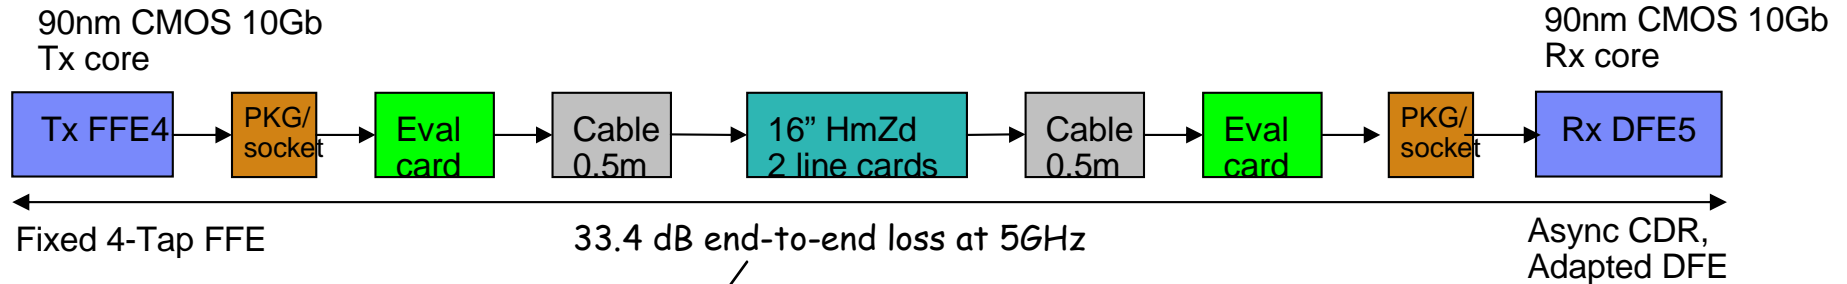 90nm CMOS 10Gb
Tx core
90nm CMOS 10Gb
Rx core
Tx FFE4
PKG/
socket
Eval
card
Cable
0.5m
16” HmZd
2 line cards
Cable
0.5m
Eval
card
PKG/
socket
Rx DFE5
Fixed 4-Tap FFE
33.4 dB end-to-end loss at 5GHz
Async CDR,
Adapted DFE